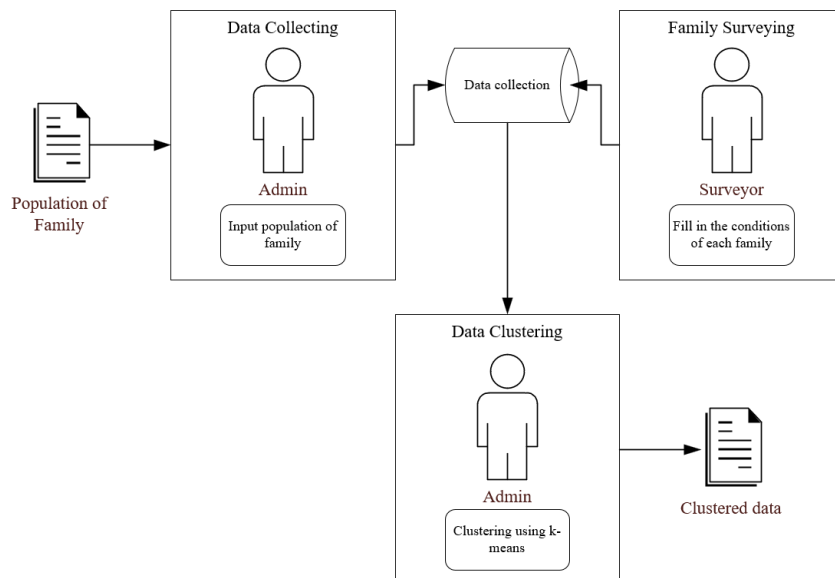 Data Collecting
Admin
Input population of
family
Population of
Family
Data collection
Family Surveying
Surveyor
Fill in the conditions
of each family
Data Clustering
Admin
Clustering using k-
means
Clustered data